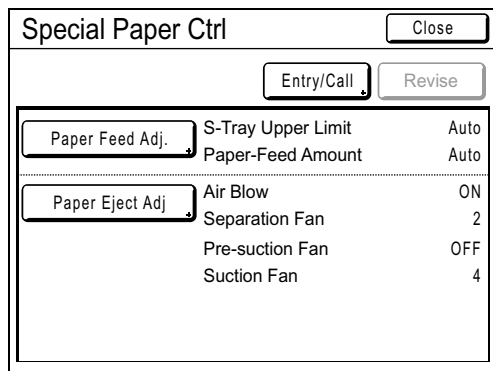 Special Paper Ctrl Close
Entry/Call Revise
Paper Feed Adj. S-Tray Upper Limit Auto
Paper-Feed Amount Auto
Paper Eject Adj Air Blow ON
Separation Fan 2
Pre-suction Fan OFF
Suction Fan 4